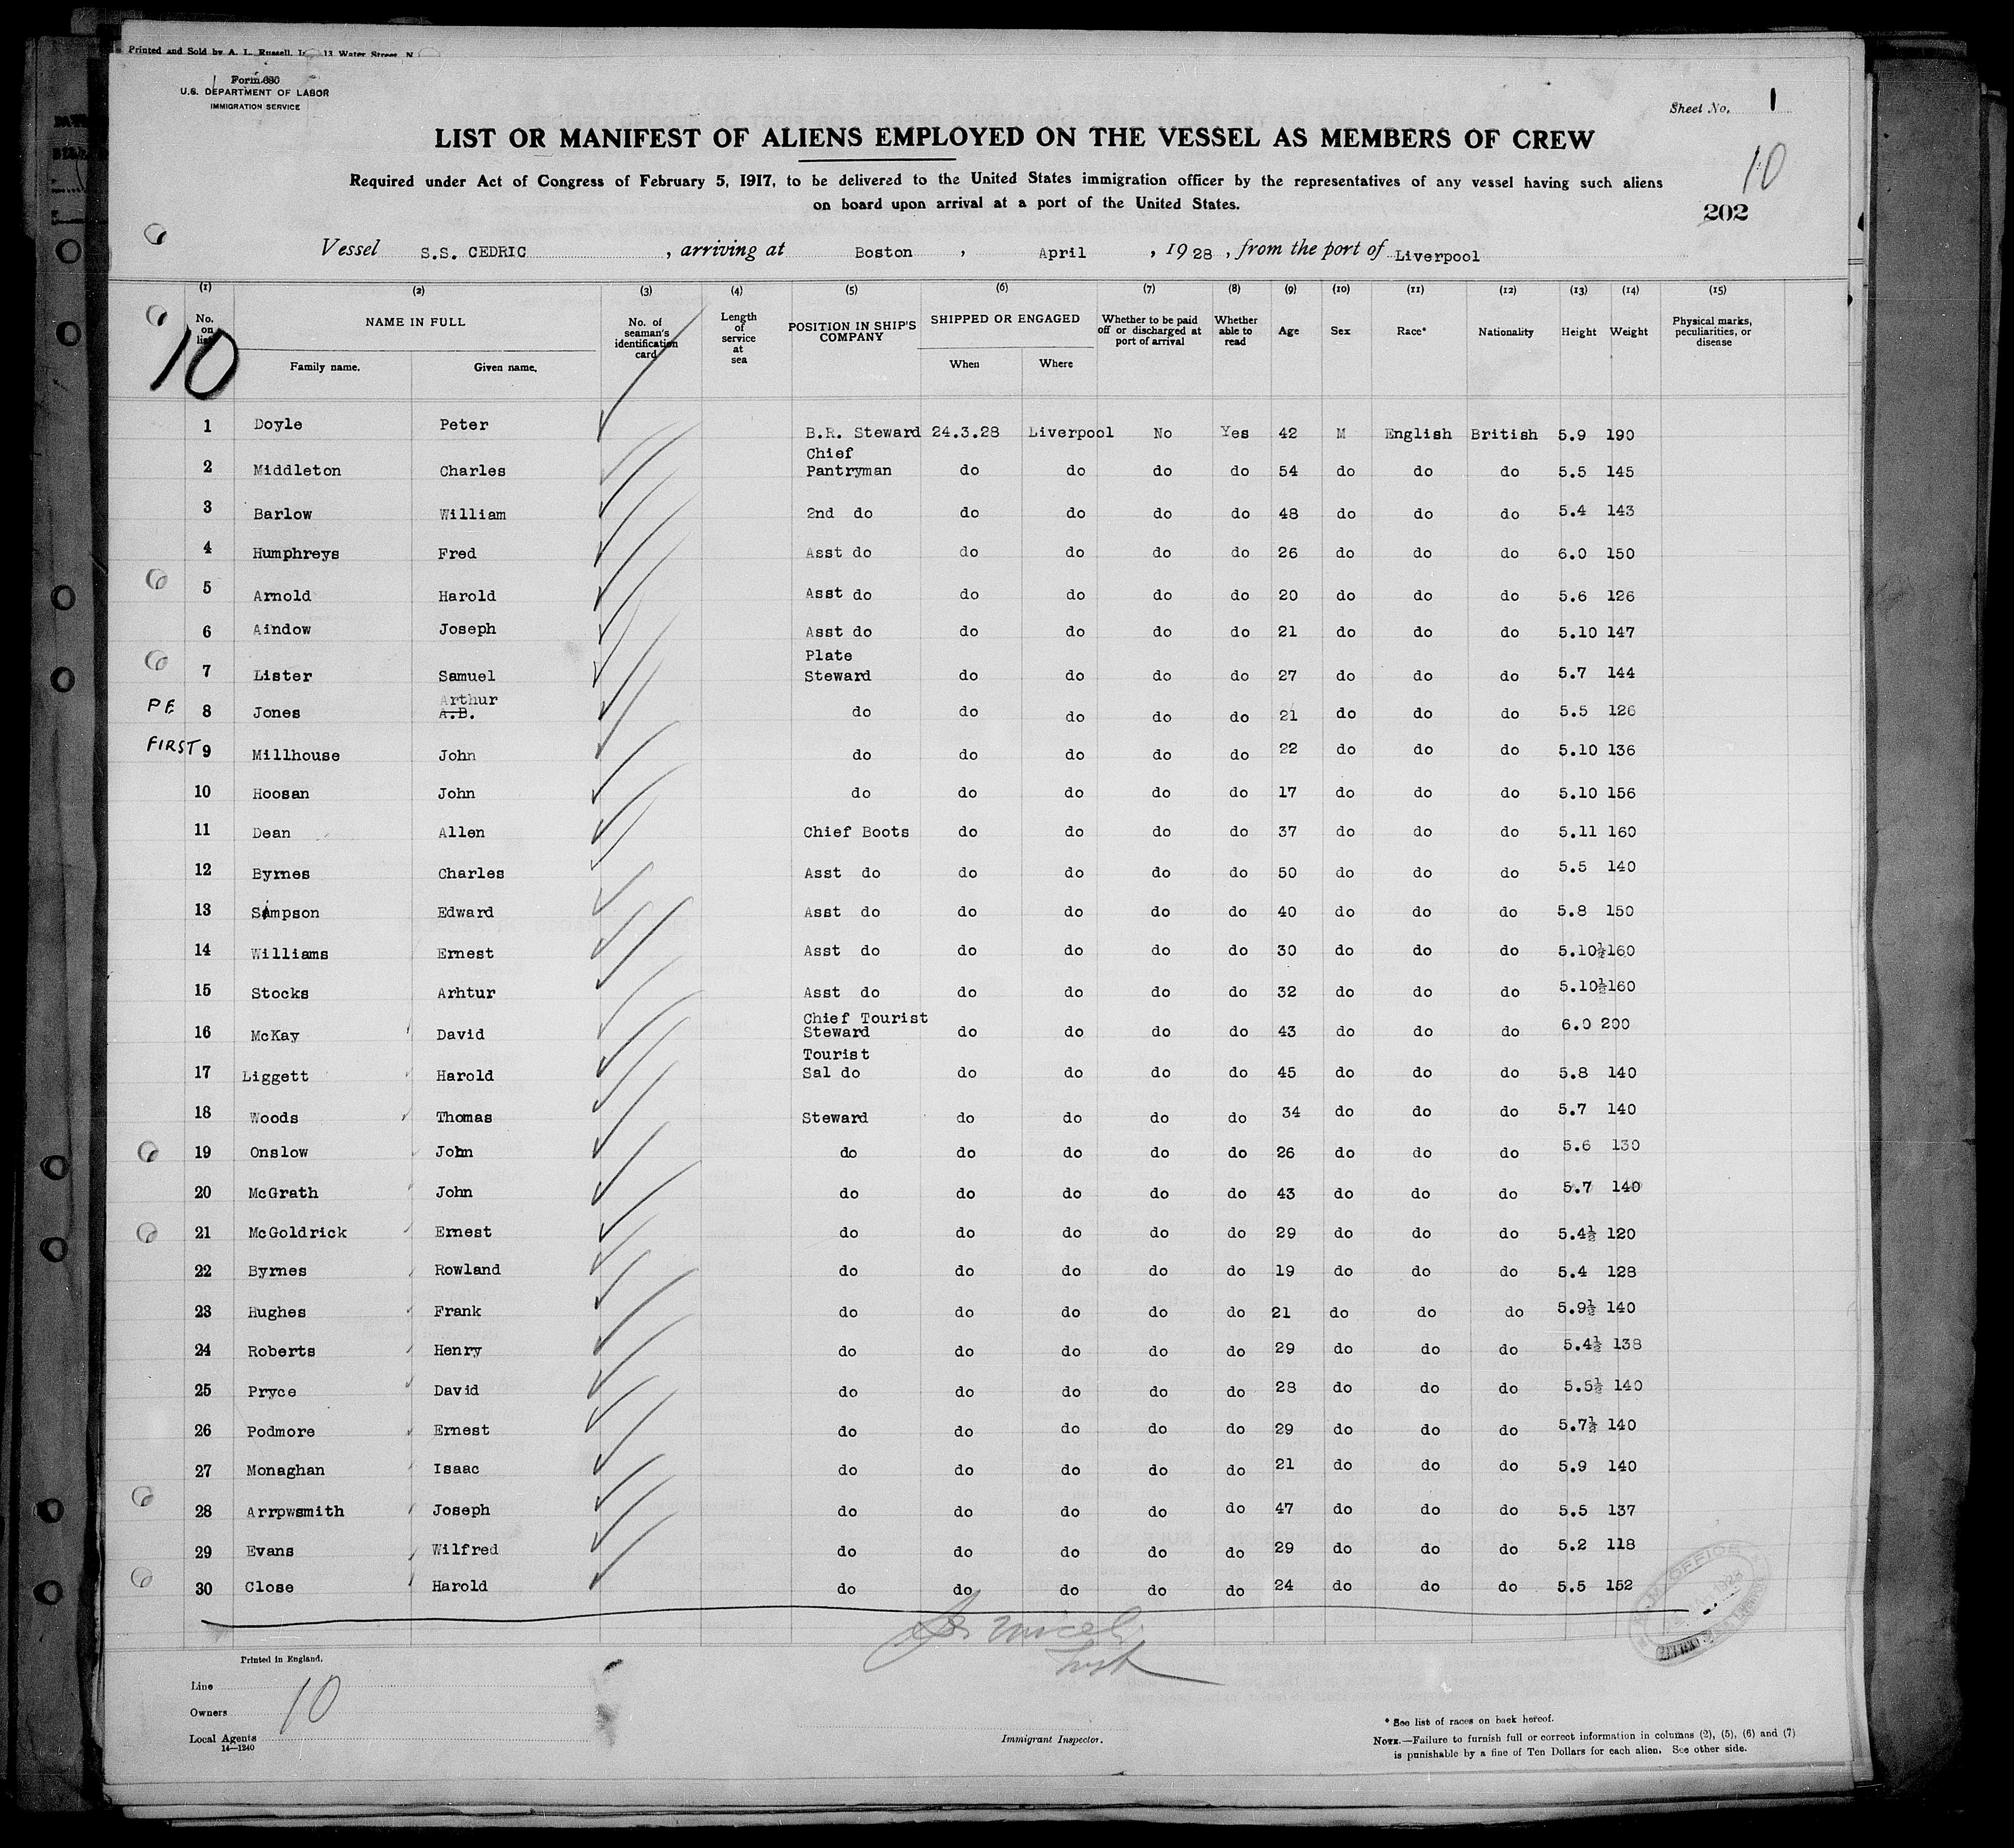 Printed and Sold by A. L. Russell, 13 Water Street, N
Form 680
U.S. DEPARTMENT OF LABOR
IMMIGRATION SERVICE
Sheet No. 1
LIST OR MANIFEST OF ALIENS EMPLOYED ON THE VESSEL AS MEMBERS OF CREW
10
Required under Act of Congress of February 5, 1917, to be delivered to the United States immigration officer by the representatives of any vessel having such aliens
on board upon arrival at a port of the United States.
202
Vessel S.S. CEDRIC , arriving at Boston , April , 1928 , from the port of Liverpool
(1) (2) (3) (4) (5) (6) (7) (8) (9) (10) (11) (12) (13) (14) (15)
No. on list NAME IN FULL Family name. Given name. No. of seaman's identification card Length of service at sea POSITION IN SHIP'S COMPANY SHIPPED OR ENGAGED When Where Whether to be paid off or discharged at port of arrival Whether able to read Age Sex Race* Nationality Height Weight Physical marks, peculiarities, or disease
10
1 Doyle Peter B.R. Steward 24.3.28 Liverpool No Yes 42 M English British 5.9 190
2 Middleton Charles Chief Pantryman do do do do 54 do do do 5.5 145
3 Barlow William 2nd do do do do do 48 do do do 5.4 143
4 Humphreys Fred Asst do do do do do 26 do do do 6.0 150
5 Arnold Harold Asst do do do do do 20 do do do 5.6 126
6 Aindow Joseph Asst do do do do do 21 do do do 5.10 147
7 Lister Samuel Plate Steward do do do do 27 do do do 5.7 144
PE 8 Jones Arthur A.B. do do do do do 21 do do do 5.5 126
FIRST 9 Millhouse John do do do do do 22 do do do 5.10 136
10 Hoosan John do do do do do 17 do do do 5.10 156
11 Dean Allen Chief Boots do do do do 37 do do do 5.11 160
12 Byrnes Charles Asst do do do do do 50 do do do 5.5 140
13 Simpson Edward Asst do do do do do 40 do do do 5.8 150
14 Williams Ernest Asst do do do do do 30 do do do 5.10½ 160
15 Stocks Arhtur Asst do do do do do 32 do do do 5.10½ 160
16 McKay David Chief Tourist Steward do do do do 43 do do do 6.0 200
17 Liggett Harold Tourist Sal do do do do do 45 do do do 5.8 140
18 Woods Thomas Steward do do do do 34 do do do 5.7 140
19 Onslow John do do do do do 26 do do do 5.6 130
20 McGrath John do do do do do 43 do do do 5.7 140
21 McGoldrick Ernest do do do do do 29 do do do 5.4½ 120
22 Byrnes Rowland do do do do do 19 do do do 5.4 128
23 Hughes Frank do do do do do 21 do do do 5.9½ 140
24 Roberts Henry do do do do do 29 do do do 5.4½ 138
25 Pryce David do do do do do 28 do do do 5.5½ 140
26 Podmore Ernest do do do do do 29 do do do 5.7½ 140
27 Monaghan Isaac do do do do do 21 do do do 5.9 140
28 Arrpwsmith Joseph do do do do do 47 do do do 5.5 137
29 Evans Wilfred do do do do do 29 do do do 5.2 118
30 Close Harold do do do do do 24 do do do 5.5 152
Printed in England.
Line
Owners
10
Local Agents
14—1240
Immigrant Inspector.
* See list of races on back hereof.
NOTE.—Failure to furnish full or correct information in columns (2), (5), (6) and (7)
is punishable by a fine of Ten Dollars for each alien. See other side.